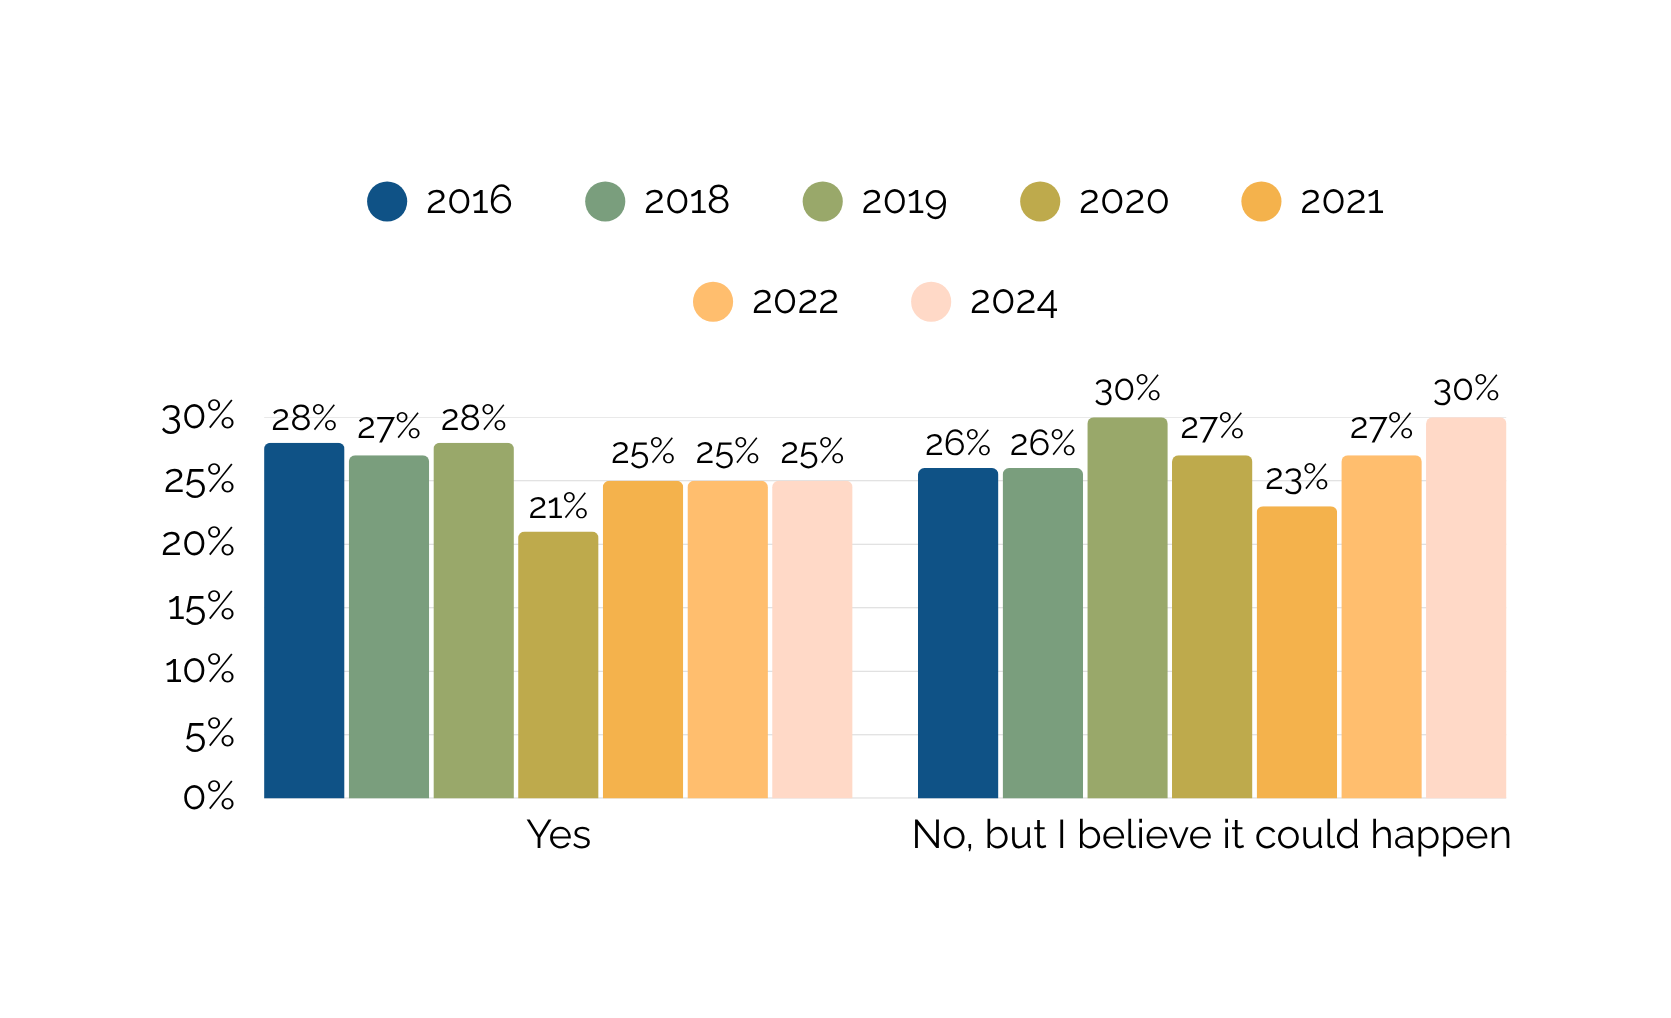 2016 2018 2019 2020 2021
2022 2024
30%
25%
20%
15%
10%
5%
0%
28% 27% 28% 21% 25% 25% 25%
26% 26% 30% 27% 23% 27% 30%
Yes
No, but I believe it could happen